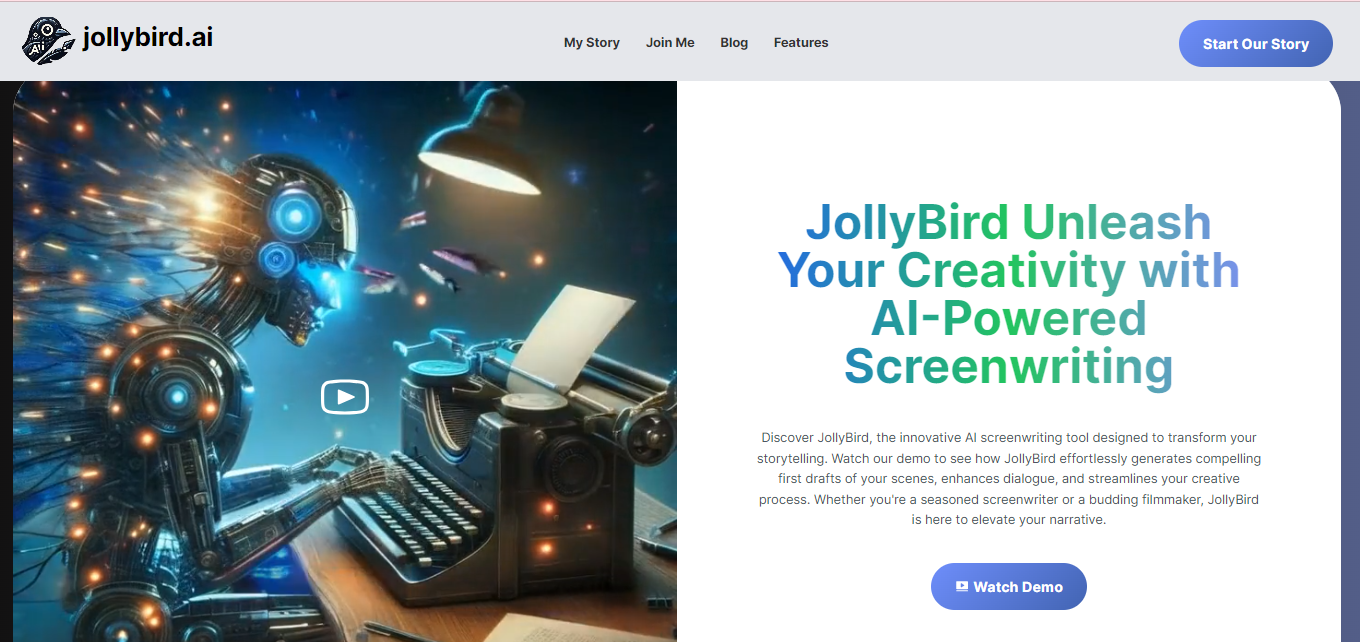 jollybird.ai
My Story
Join Me
Blog
Features
Start Our Story
JollyBird Unleash
Your Creativity with
AI-Powered
Screenwriting
Discover JollyBird, the innovative AI screenwriting tool designed to transform your
storytelling. Watch our demo to see how JollyBird effortlessly generates compelling
first drafts of your scenes, enhances dialogue, and streamlines your creative
process. Whether you're a seasoned screenwriter or a budding filmmaker, JollyBird
is here to elevate your narrative.
Watch Demo